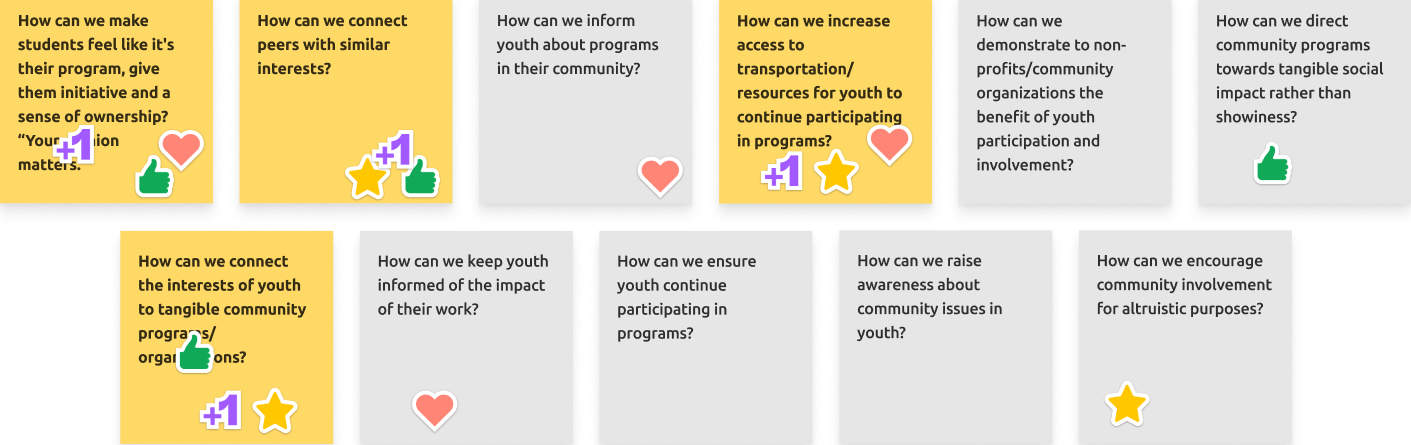 How can we make
students feel like it's
their program, give
them initiative and a
sense of ownership?
“Your
matters.
+1
How can we connect
peers with similar
interests?
+1
How can we inform
youth about programs
in their community?
How can we increase
access to
transportation/
resources for youth to
continue participating
in programs?
+1
How can we
demonstrate to non-
profits/community
organizations the
benefit of youth
participation and
involvement?
How can we direct
community programs
towards tangible social
impact rather than
showiness?
How can we connect
the interests of youth
to tangible community
programs/
+1
How can we keep youth
informed of the impact
of their work?
How can we ensure
youth continue
participating in
programs?
How can we raise
awareness about
community issues in
youth?
How can we encourage
community involvement
for altruistic purposes?